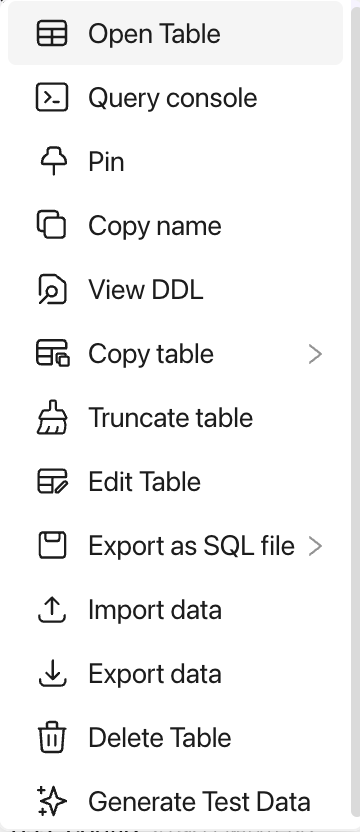 Open Table
Query console
Pin
Copy name
View DDL
Copy table
Truncate table
Edit Table
Export as SQL file
Import data
Export data
Delete Table
Generate Test Data